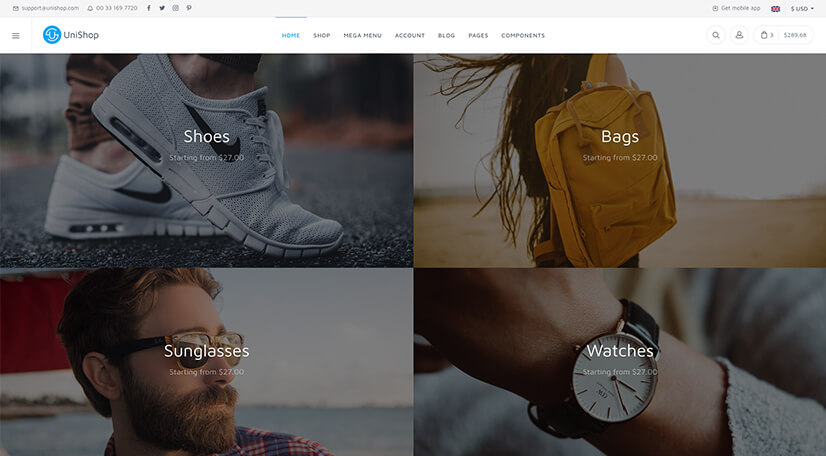 support@unishop.com 00 33 169 7720 Get mobile app $ USD
UniShop HOME SHOP MEGA MENU ACCOUNT BLOG PAGES COMPONENTS 3 $289.68
Shoes Bags
Starting from $27.00 Starting from $27.00
Sunglasses Watches
Starting from $27.00 Starting from $27.00